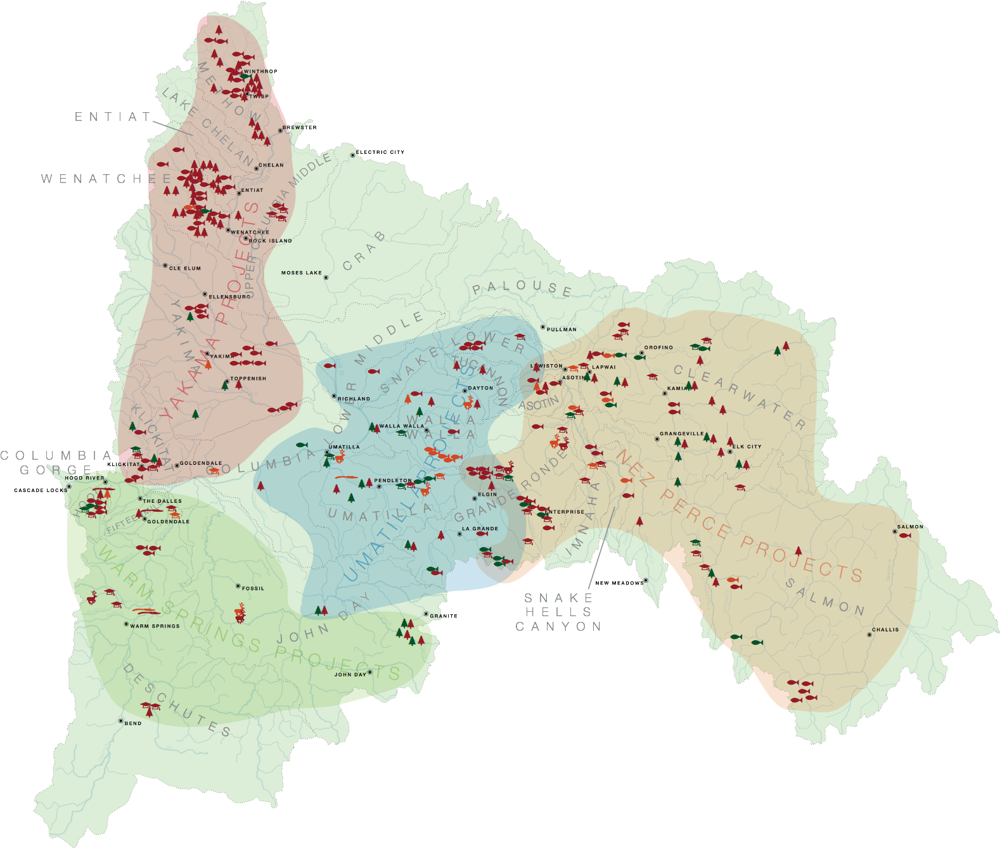 WINTHROP
METHOW
TWISP
LAKE CHELAN
ENTIAT
BREWSTER
ELECTRIC CITY
CHELAN
WENATCHEE
ENTIAT
UPPER COLUMBIA MIDDLE
WENATCHEE
ROCK ISLAND
CRAB
CLE ELUM
MOSES LAKE
ELLENSBURG
PALOUSE
YAKIMA
YAKAMA PROJECTS
PULLMAN
LOWER MIDDLE
COLUMBIA
SNAKE LOWER
OROFINO
YAKIMA
TUCANNON
LEWISTON
LAPWAI
CLEARWATER
TOPPENISH
ASOTIN
DAYTON
KAMIAH
RICHLAND
ASOTIN
KLICKITAT
WALLA
WALLA
WALLA WALLA
GRANGEVILLE
ELK CITY
UMATILLA
COLUMBIA
GORGE
KLICKITAT
GOLDENDALE
HOOD RIVER
CASCADE LOCKS
PENDLETON
NEZ PERCE PROJECTS
ELGIN
GRANDE RONDE
THE DALLES
HOOD
UMATILLA
UMATILLA PROJECTS
ENTERPRISE
IMNAHA
FIFTEEN
GOLDENDALE
LA GRANDE
SALMON
WARM SPRINGS PROJECTS
FOSSIL
NEW MEADOWS
SALMON
SNAKE
HELLS
CANYON
JOHN DAY
GRANITE
WARM SPRINGS
CHALLIS
JOHN DAY
DESCHUTES
BEND